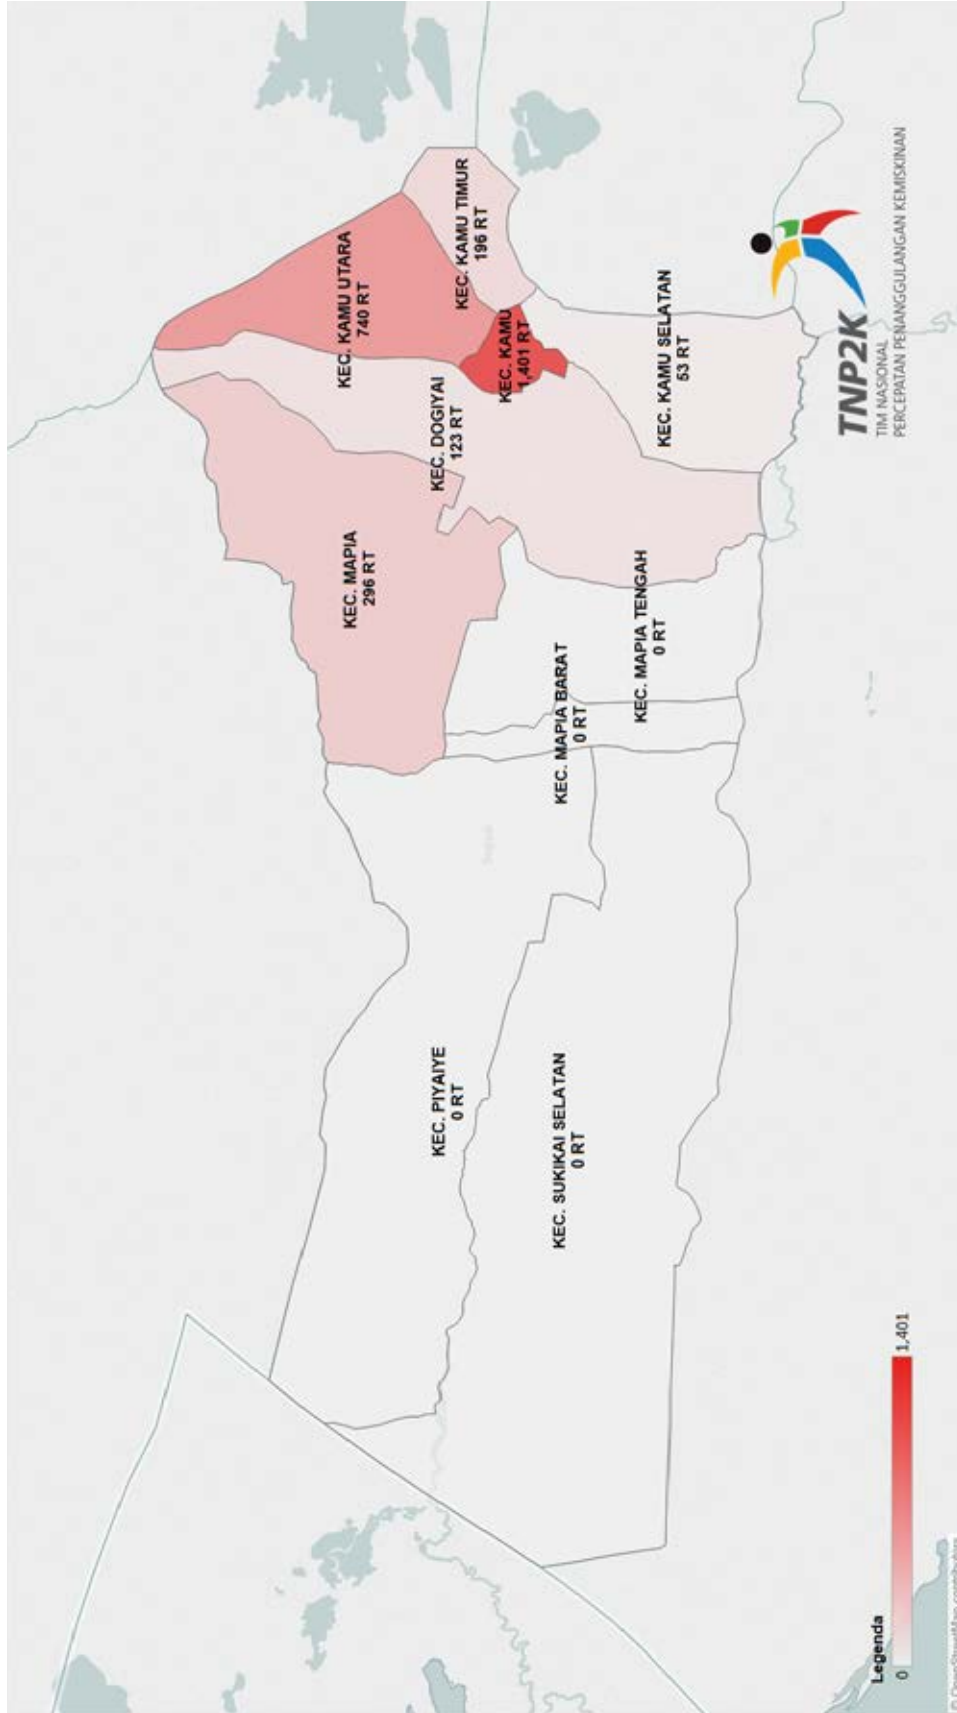 KEC. KAMU UTARA
740 RT
KEC. KAMU TIMUR
196 RT
KEC. MAPIA
296 RT
KEC. DOGIYAI
123 RT
KEC. KAMU
1,401 RT
KEC. PIYAIYE
0 RT
KEC. MAPIA BARAT
0 RT
KEC. MAPIA TENGAH
0 RT
KEC. KAMU SELATAN
53 RT
KEC. SUKIKAI SELATAN
0 RT
TNP2K
TIM NASIONAL
PERCEPATAN PENANGGULANGAN KEMISKINAN
Legenda
0
1,401
© OpenStreetMap contributors